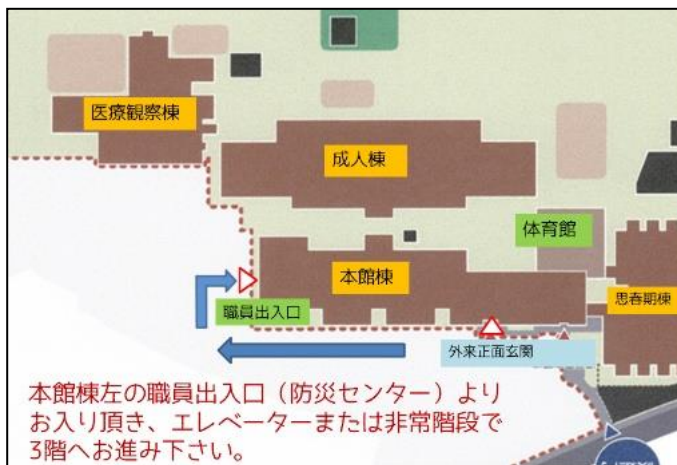 医療観察棟
成人棟
体育館
本館棟
思春期棟
職員出入口
外来正面玄関
本館棟左の職員出入口（防災センター）より
お入り頂き、エレベーターまたは非常階段で
3階へお進み下さい。